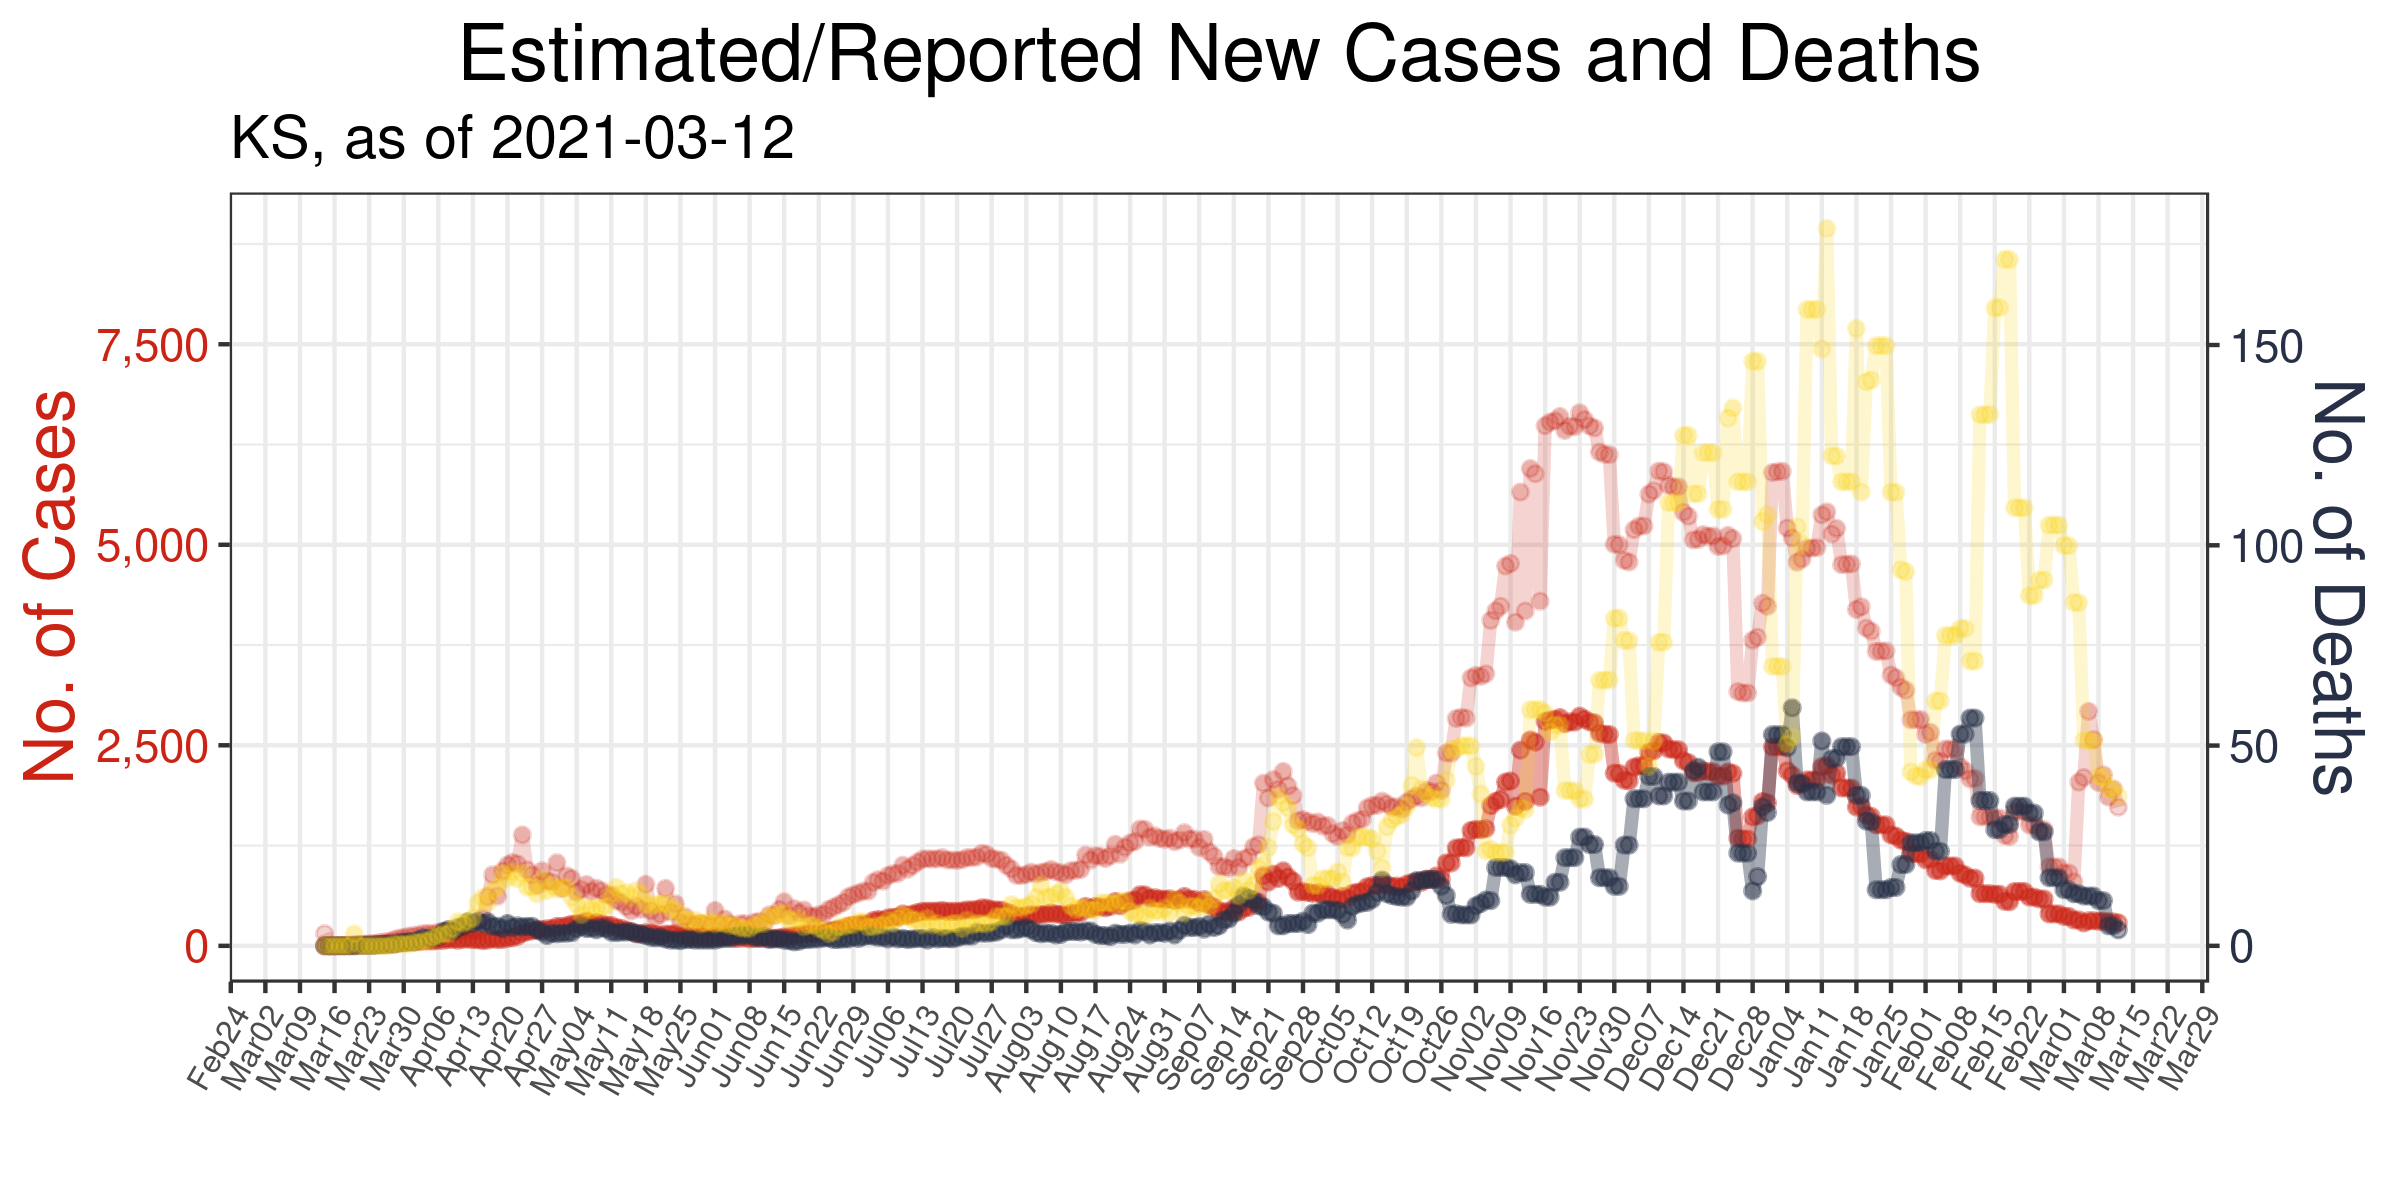 Estimated/Reported New Cases and Deaths
KS, as of 2021-03-12
No. of Cases
7,500
5,000
2,500
0
150
100
50
0
No. of Deaths
Feb24
Mar02
Mar09
Mar16
Mar23
Mar30
Apr06
Apr13
Apr20
Apr27
May04
May11
May18
May25
Jun01
Jun08
Jun15
Jun22
Jun29
Jul06
Jul13
Jul20
Jul27
Aug03
Aug10
Aug17
Aug24
Aug31
Sep07
Sep14
Sep21
Sep28
Oct05
Oct12
Oct19
Oct26
Nov02
Nov09
Nov16
Nov23
Nov30
Dec07
Dec14
Dec21
Dec28
Jan04
Jan11
Jan18
Jan25
Feb01
Feb08
Feb15
Feb22
Mar01
Mar08
Mar15
Mar22
Mar29